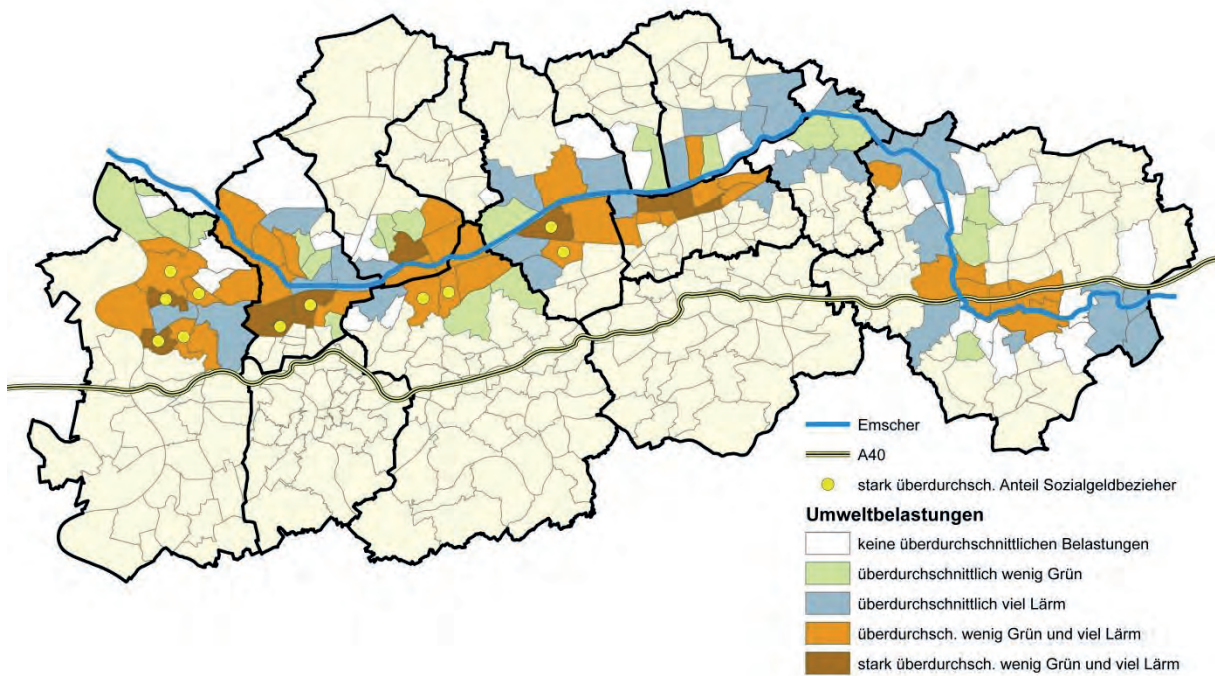 Emscher
A40
stark überdurchsch. Anteil Sozialgeldbezieher
Umweltbelastungen
keine überdurchschnittlichen Belastungen
überdurchschnittlich wenig Grün
überdurchschnittlich viel Lärm
überdurchsch. wenig Grün und viel Lärm
stark überdurchsch. wenig Grün und viel Lärm